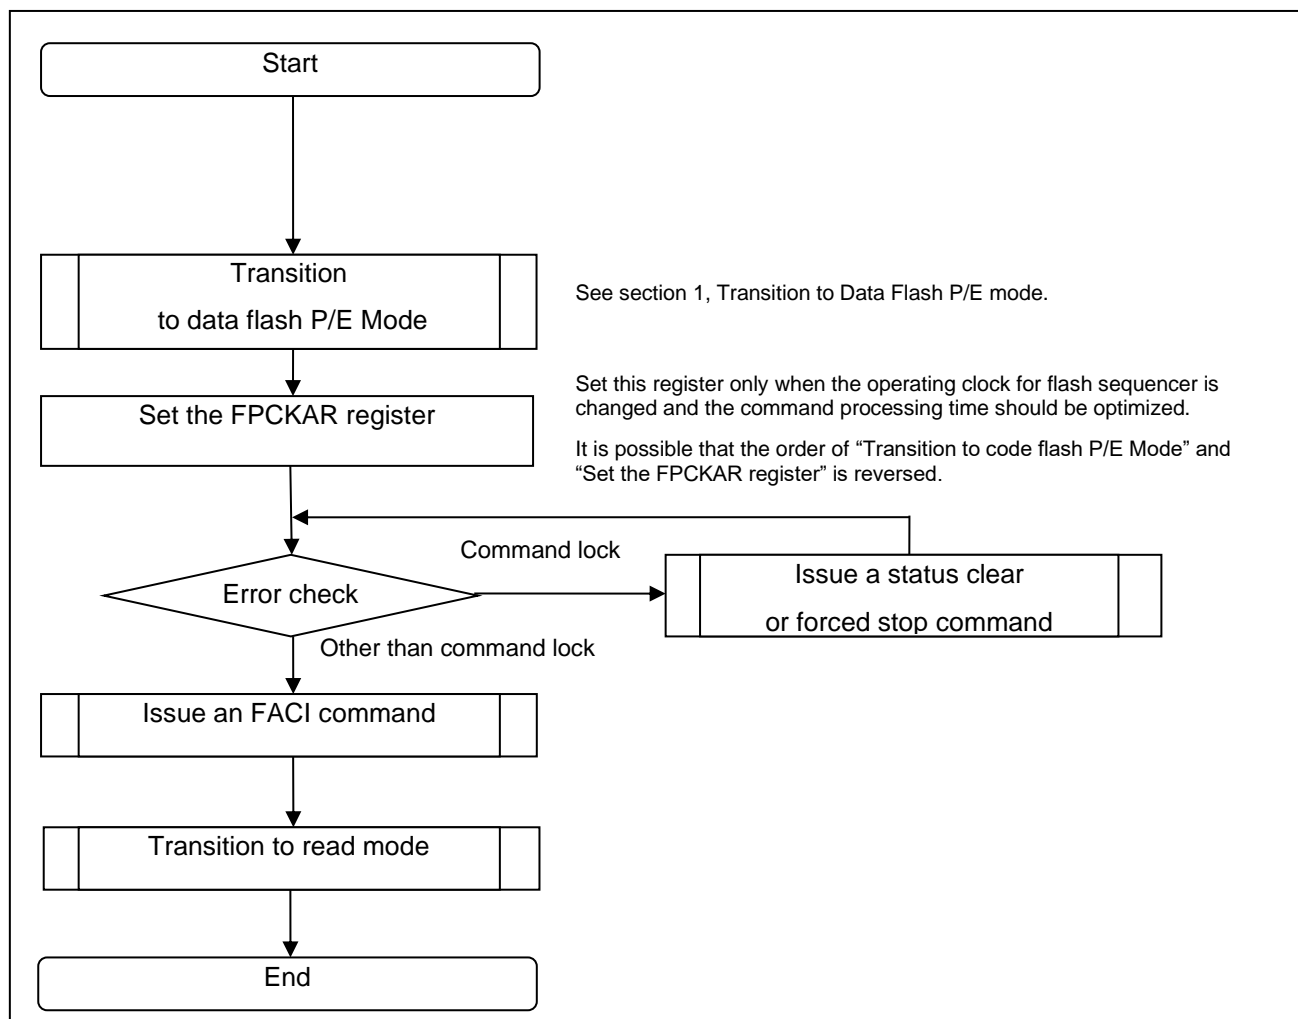 Start
Transition
to data flash P/E Mode
See section 1, Transition to Data Flash P/E mode.
Set the FPCKAR register
Set this register only when the operating clock for flash sequencer is
changed and the command processing time should be optimized.
It is possible that the order of “Transition to code flash P/E Mode” and
“Set the FPCKAR register” is reversed.
Error check
Command lock
Issue a status clear
or forced stop command
Other than command lock
Issue an FACI command
Transition to read mode
End